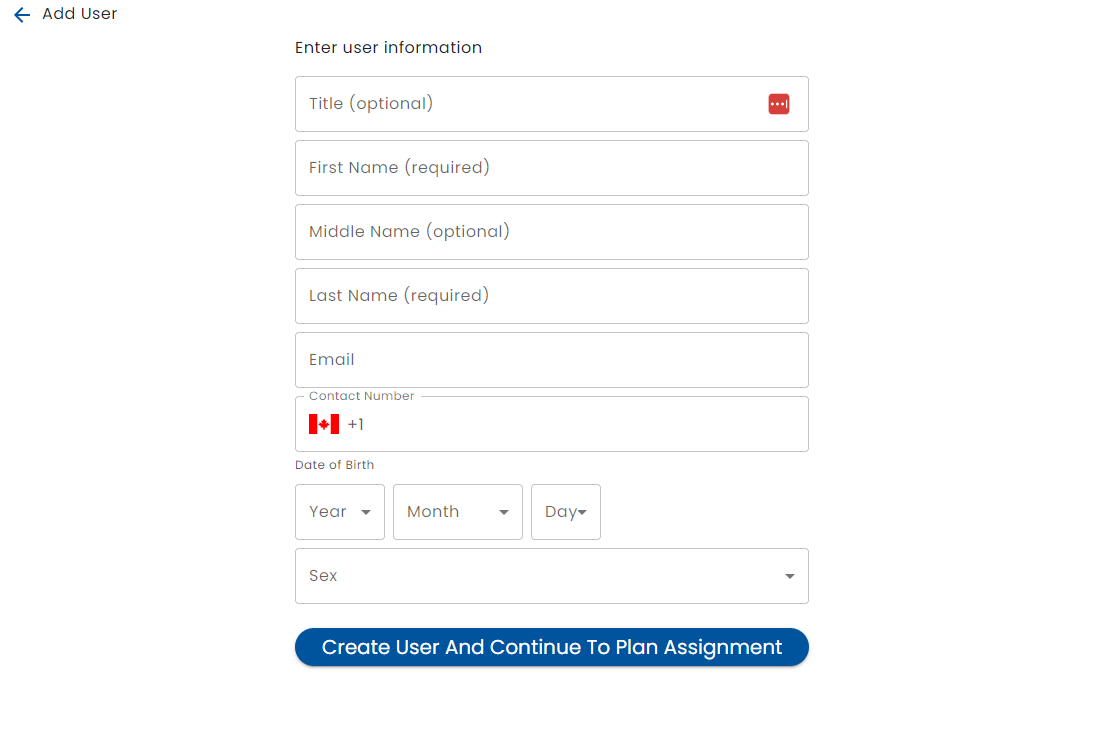 Add User
Enter user information
Title (optional)
First Name (required)
Middle Name (optional)
Last Name (required)
Email
Contact Number
+1
Date of Birth
Year Month Day
Sex
Create User And Continue To Plan Assignment